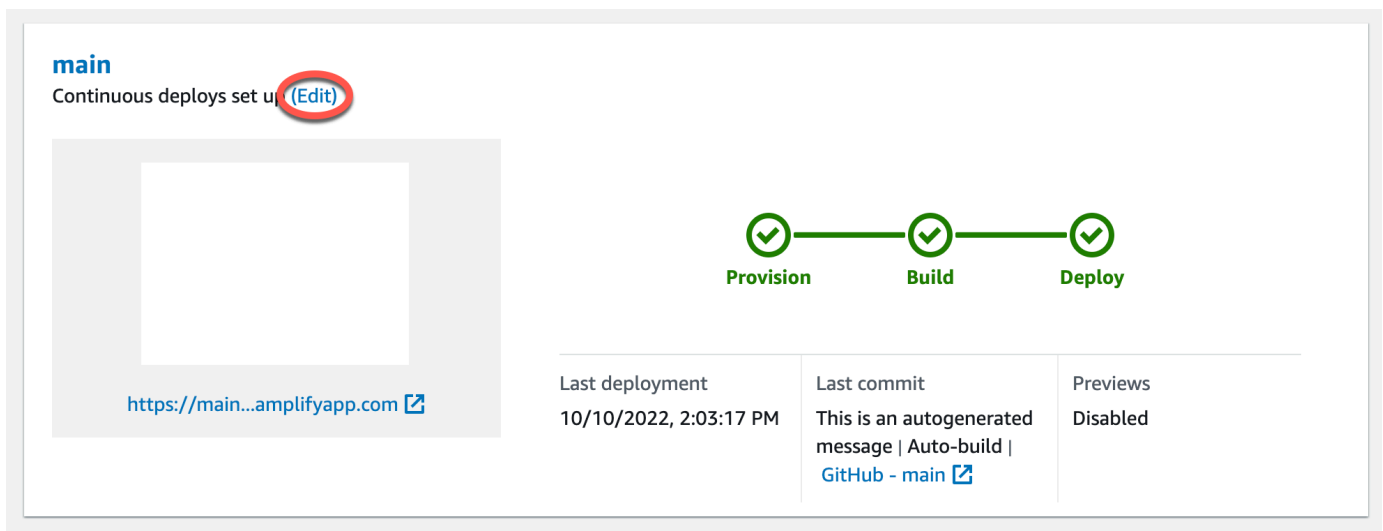 main
Continuous deploys set up (Edit)
Provision
Build
Deploy
https://main...amplifyapp.com
Last deployment
10/10/2022, 2:03:17 PM
Last commit
This is an autogenerated
message | Auto-build |
GitHub - main
Previews
Disabled